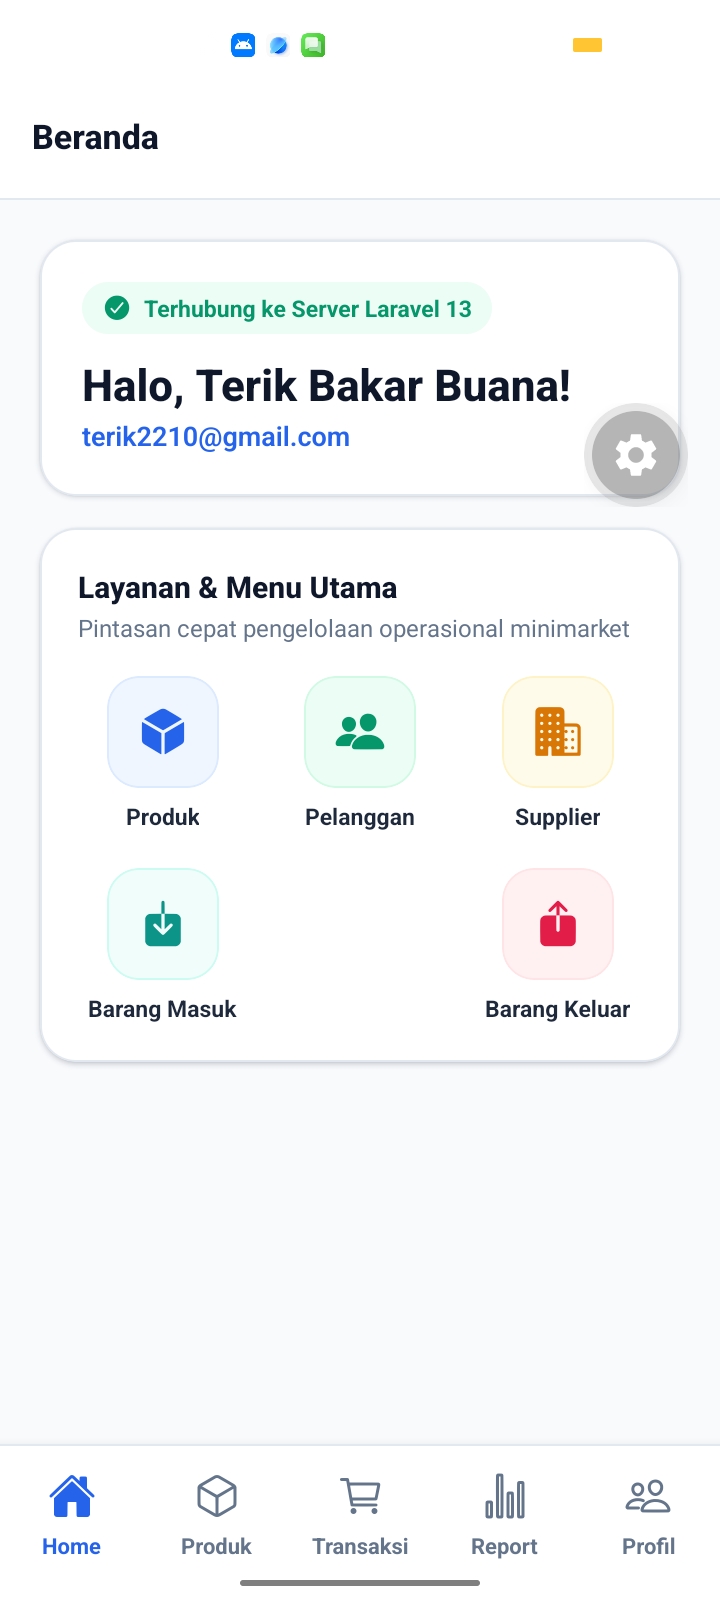 Beranda
Terhubung ke Server Laravel 13
Halo, Terik Bakar Buana!
terik2210@gmail.com
Layanan & Menu Utama
Pintasan cepat pengelolaan operasional minimarket
Produk
Pelanggan
Supplier
Barang Masuk
Barang Keluar
Home
Produk
Transaksi
Report
Profil